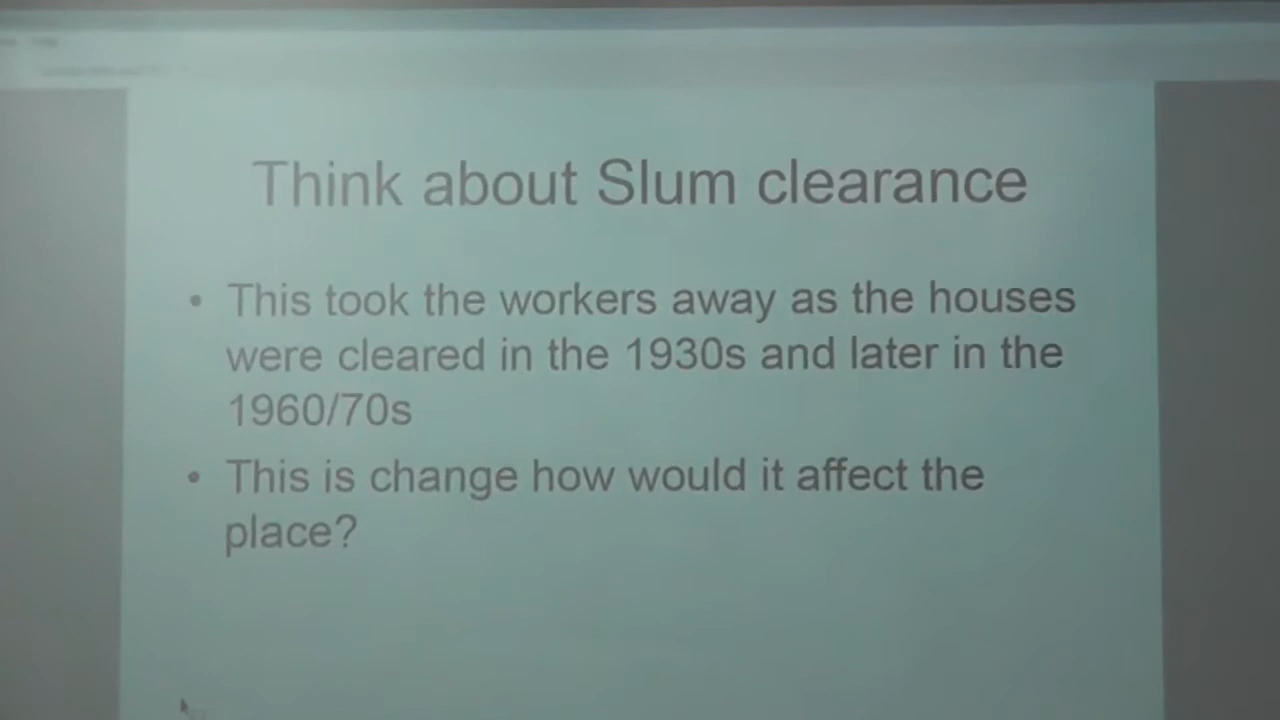 Think about Slum clearance
• This took the workers away as the houses
were cleared in the 1930s and later in the
1960/70s
• This is change how would it affect the
place?